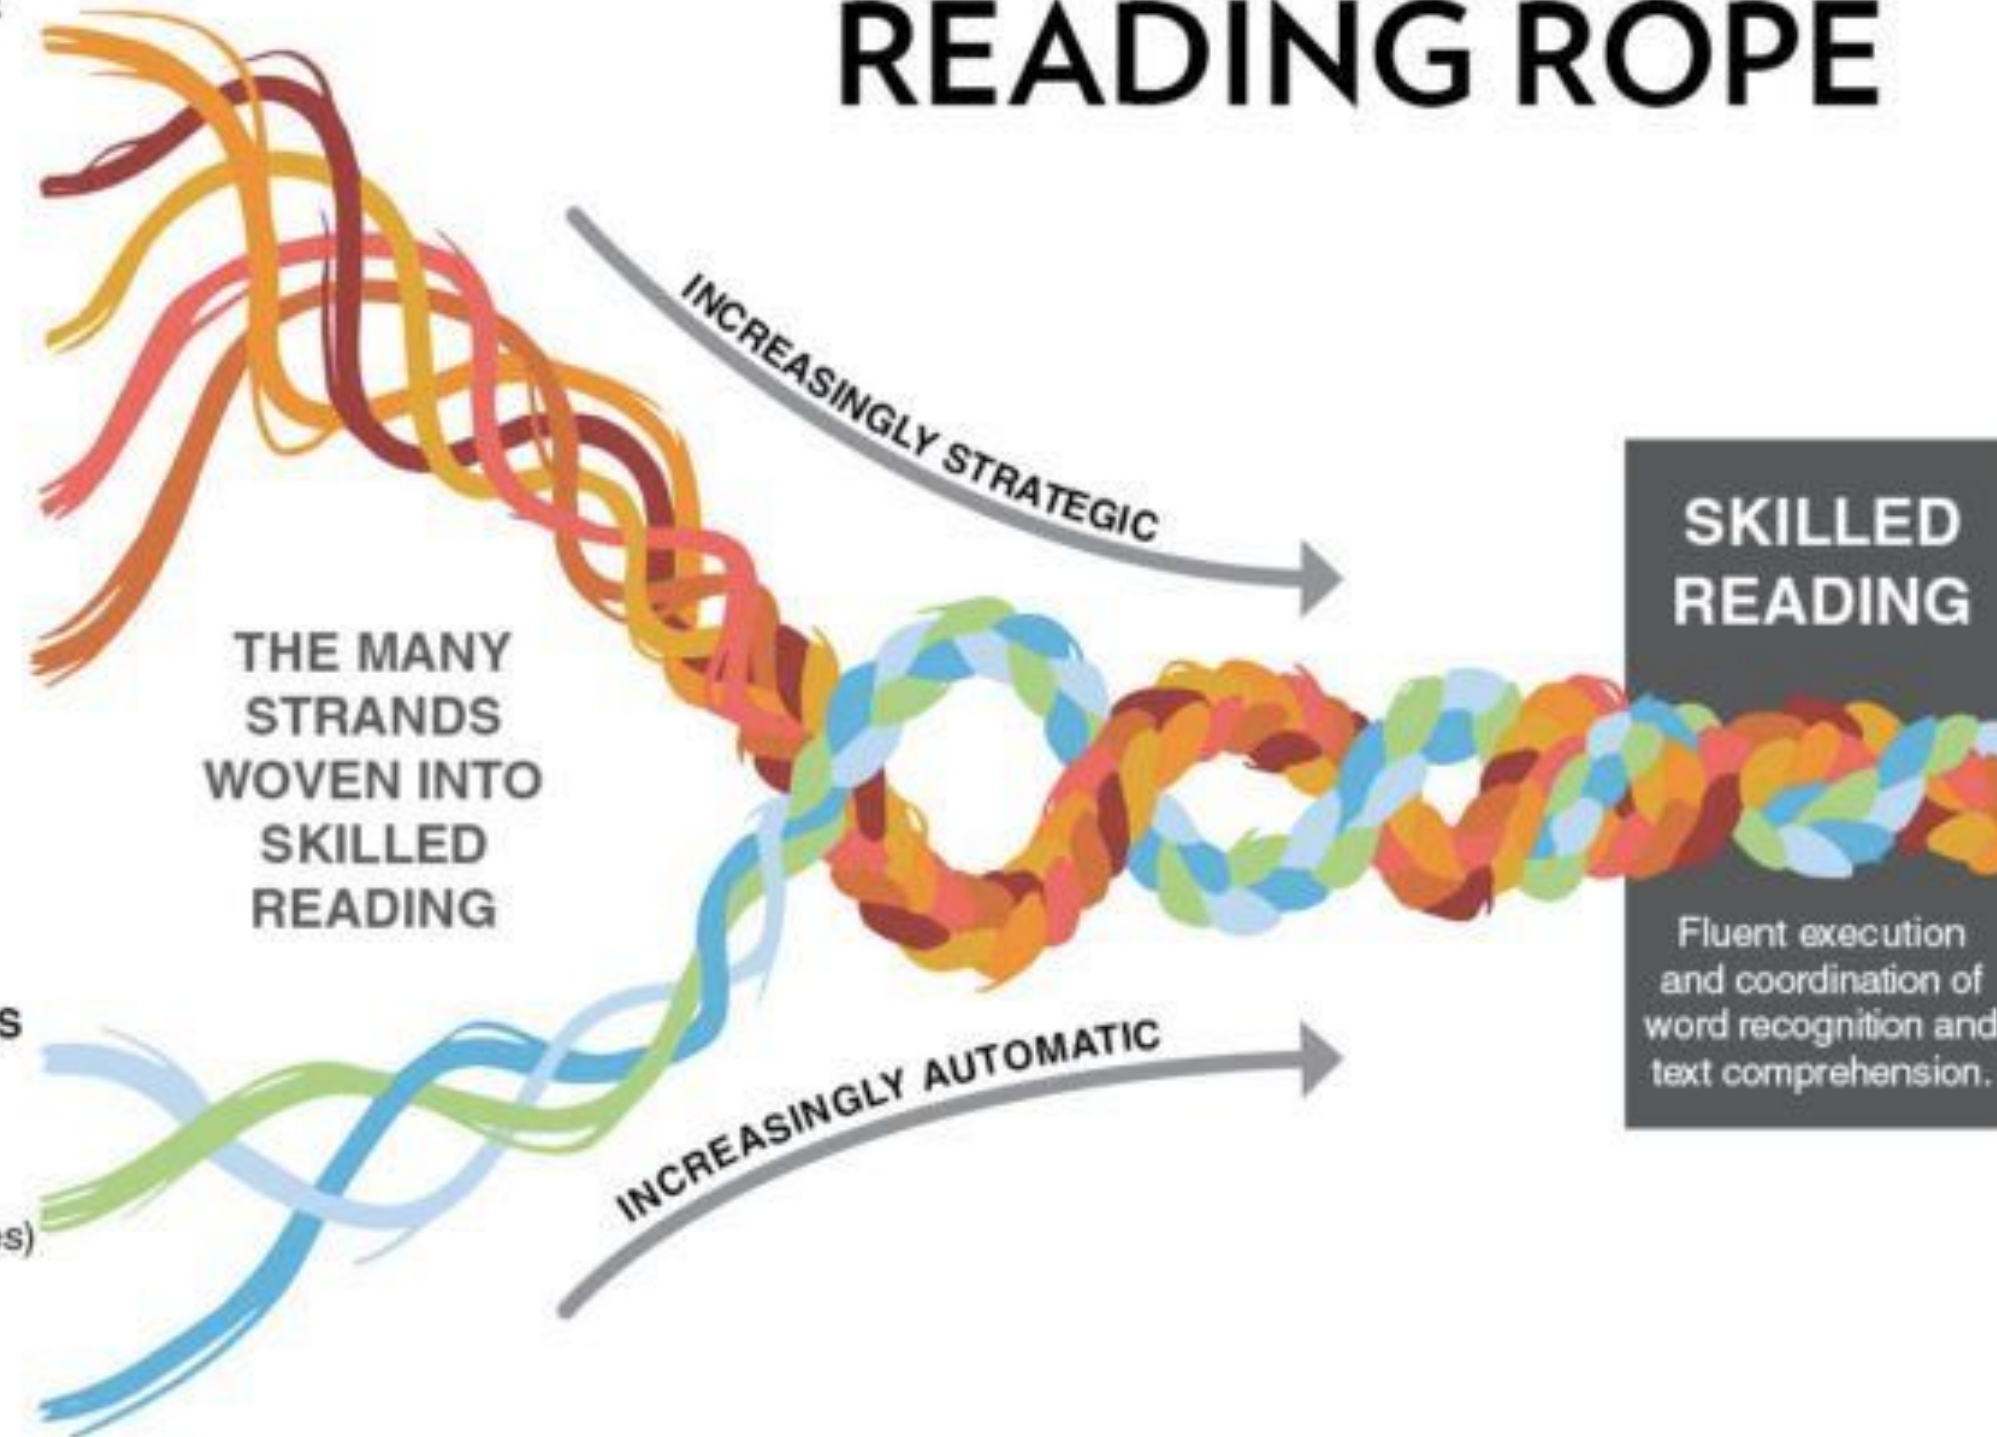 READING ROPE
INCREASINGLY STRATEGIC
SKILLED
READING
THE MANY
STRANDS
WOVEN INTO
SKILLED
READING
Fluent execution
and coordination of
word recognition and
text comprehension.
INCREASINGLY AUTOMATIC